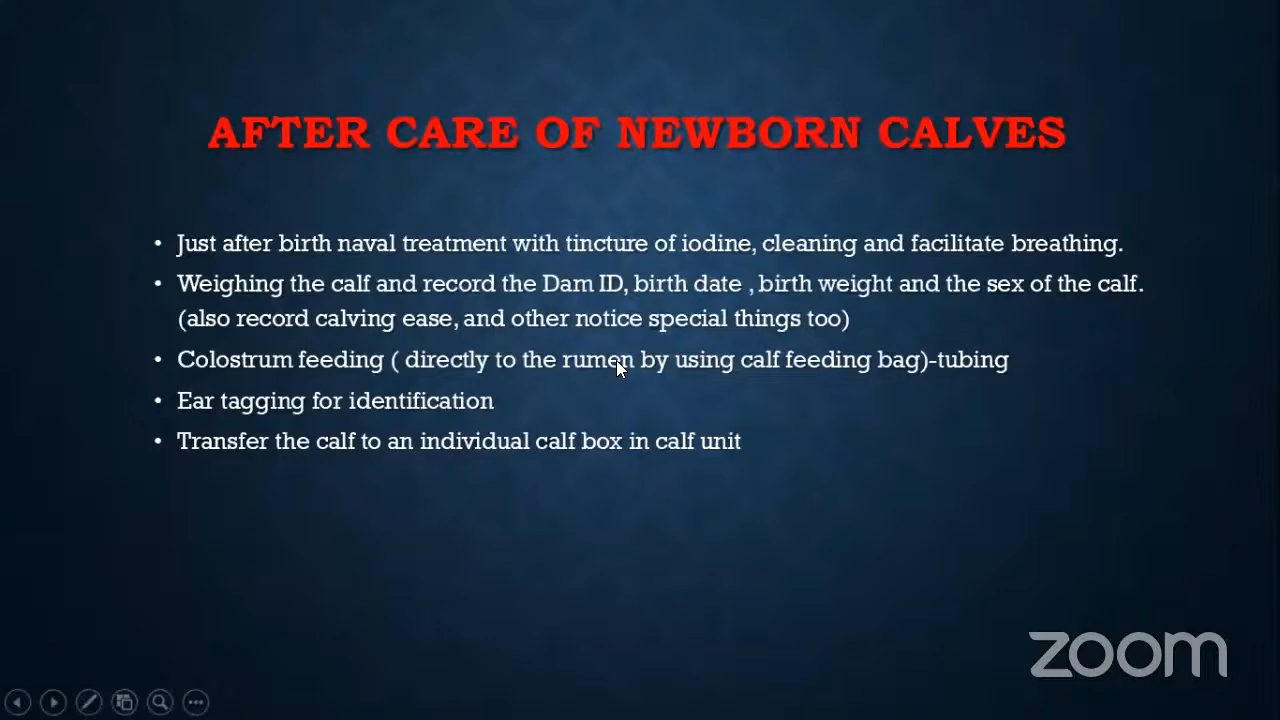 AFTER CARE OF NEWBORN CALVES
• Just after birth naval treatment with tincture of iodine, cleaning and facilitate breathing.
• Weighing the calf and record the Dam ID, birth date , birth weight and the sex of the calf.
(also record calving ease, and other notice special things too)
• Colostrum feeding ( directly to the rumen by using calf feeding bag)-tubing
• Ear tagging for identification
• Transfer the calf to an individual calf box in calf unit
zoom